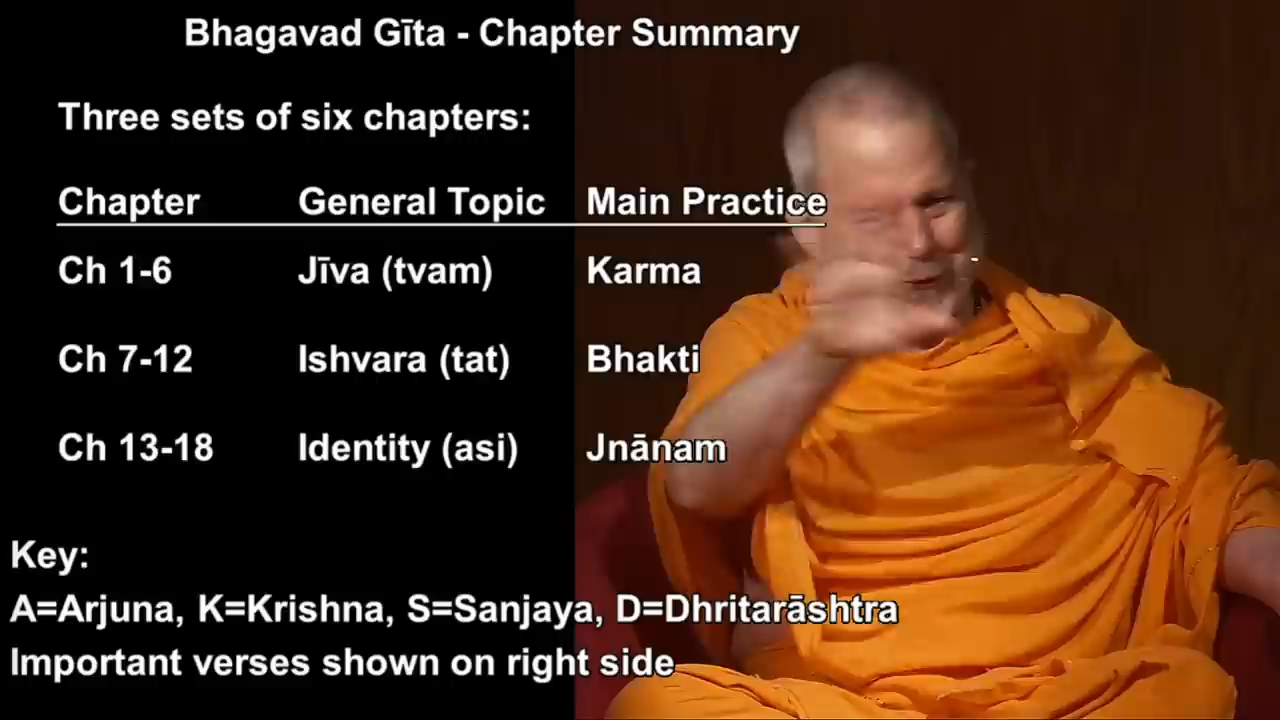 Bhagavad Gīta - Chapter Summary
Three sets of six chapters:
Chapter General Topic Main Practice
Ch 1-6 Jīva (tvam) Karma
Ch 7-12 Ishvara (tat) Bhakti
Ch 13-18 Identity (asi) Jnānam
Key:
A=Arjuna, K=Krishna, S=Sanjaya, D=Dhritarāshtra
Important verses shown on right side